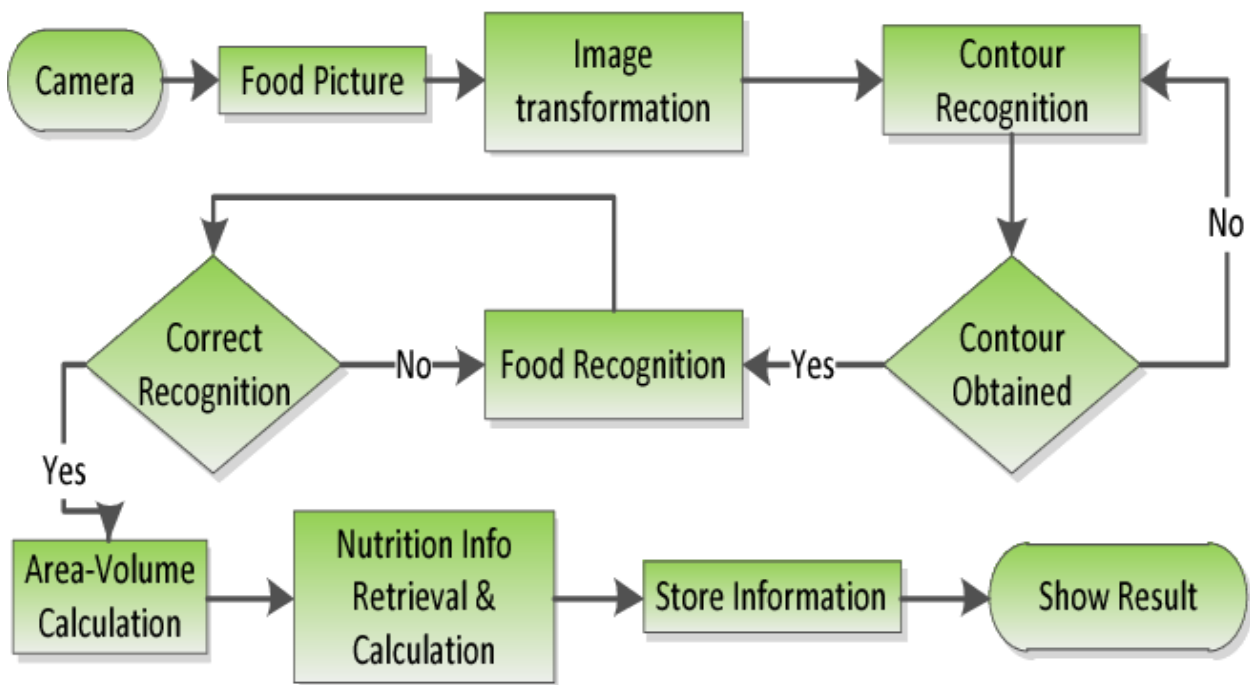 Camera
Food Picture
Image
transformation
Contour
Recognition
No
Correct
Recognition
No
Food Recognition
Yes
Contour
Obtained
Yes
Area-Volume
Calculation
Nutrition Info
Retrieval &
Calculation
Store Information
Show Result